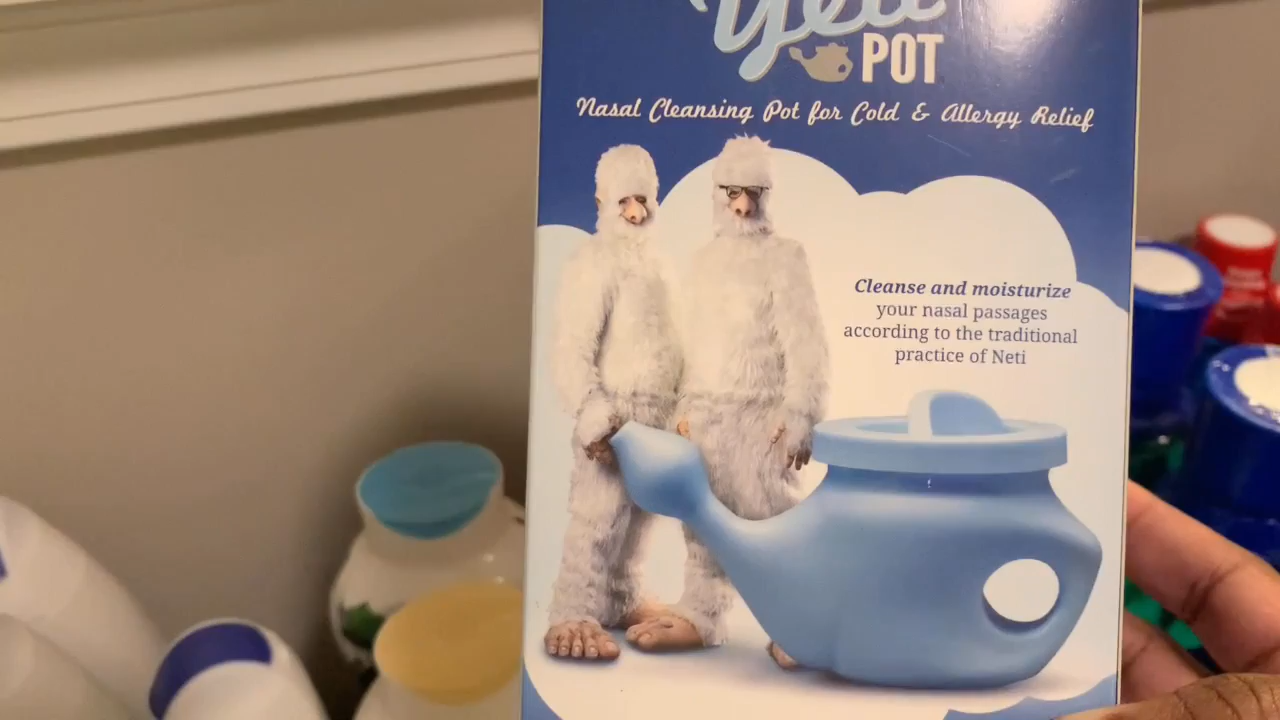 Yeti
POT
Nasal Cleansing Pot for Cold & Allergy Relief
Cleanse and moisturize
your nasal passages
according to the traditional
practice of Neti